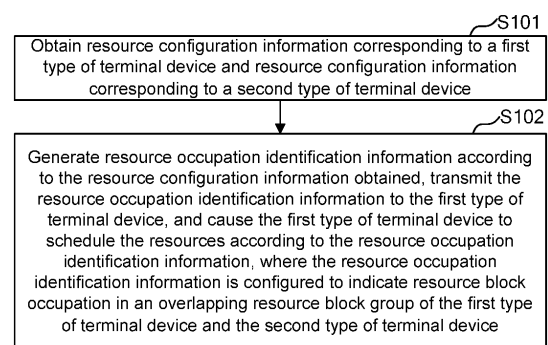 S101
Obtain resource configuration information corresponding to a first
type of terminal device and resource configuration information
corresponding to a second type of terminal device
S102
Generate resource occupation identification information according
to the resource configuration information obtained, transmit the
resource occupation identification information to the first type of
terminal device, and cause the first type of terminal device to
schedule the resources according to the resource occupation
identification information, where the resource occupation
identification information is configured to indicate resource block
occupation in an overlapping resource block group of the first type
of terminal device and the second type of terminal device